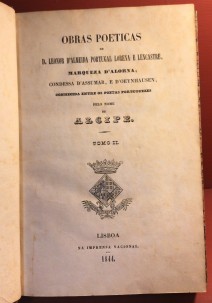 OBRAS POETICAS
DE
D. LEONOR D'ALMEIDA PORTUGAL LORENA E LENCASTRE,
MARQUEZA D'ALORNA,
CONDESSA D'ASSUMAR, E D'OEYNHAUSEN,
CONHECIDA ENTRE OS POETAS PORTUGUEZES
PELO NOME
DE
ALCIPE.
TOMO II.
LISBOA
NA IMPRENSA NACIONAL.
1844.